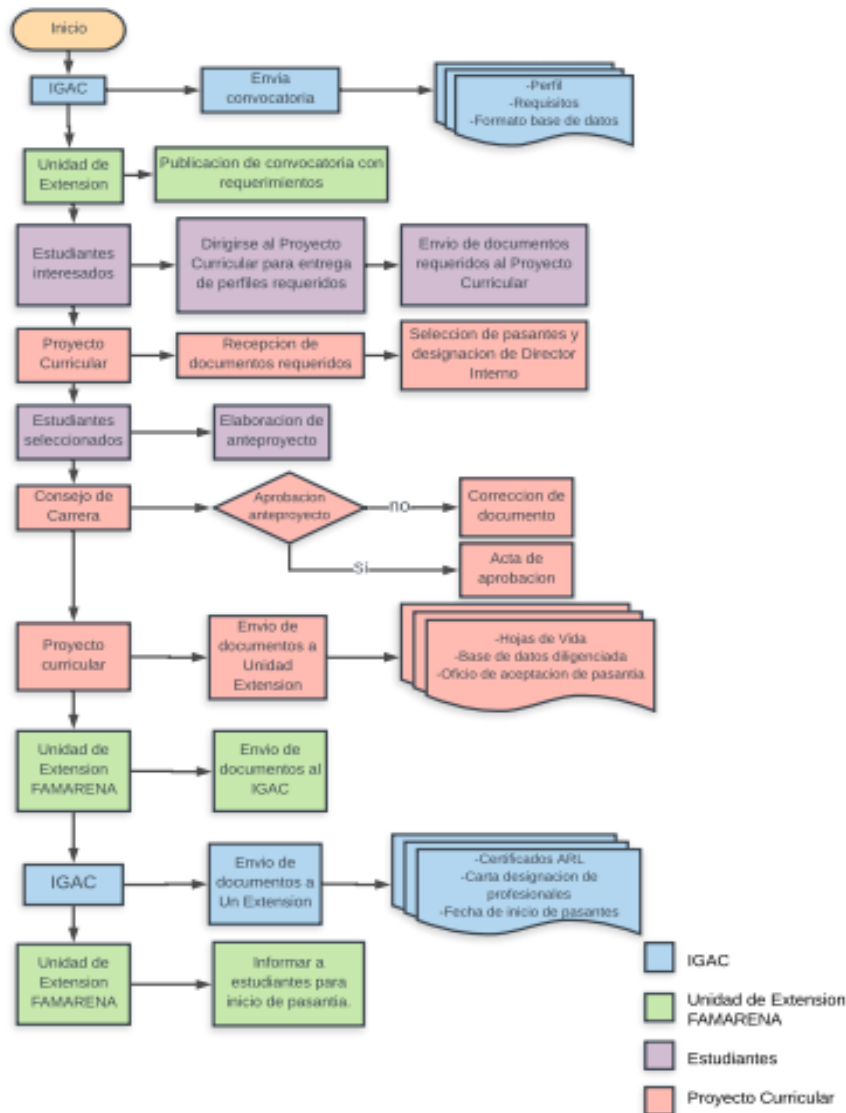 Inicio
IGAC
Envia
convocatoria
-Perfil
-Requisitos
-Formato base de datos
Unidad de
Extension
Publicacion de convocatoria con
requerimientos
Estudiantes
interesados
Dirigirse al Proyecto
Curricular para entrega
de perfiles requeridos
Envio de documentos
requeridos al Proyecto
Curricular
Proyecto
Curricular
Recepcion de
documentos requeridos
Seleccion de pasantes y
designacion de Director
Interno
Estudiantes
seleccionados
Elaboracion de
anteproyecto
Consejo de
Carrera
Aprobacion
anteproyecto
no
Correccion de
documento
Si
Acta de
aprobacion
Proyecto
curricular
Envio de
documentos a
Unidad
Extension
-Hojas de Vida
-Base de datos diligenciada
-Oficio de aceptacion de pasantia
Unidad de
Extension
FAMARENA
Envio de
documentos al
IGAC
IGAC
Envio de
documentos a
Un Extension
-Certificados ARL
-Carta designacion de
profesionales
-Fecha de inicio de pasantes
Unidad de
Extension
FAMARENA
Informar a
estudiantes para
inicio de pasantia.
IGAC
Unidad de Extension
FAMARENA
Estudiantes
Proyecto Curricular